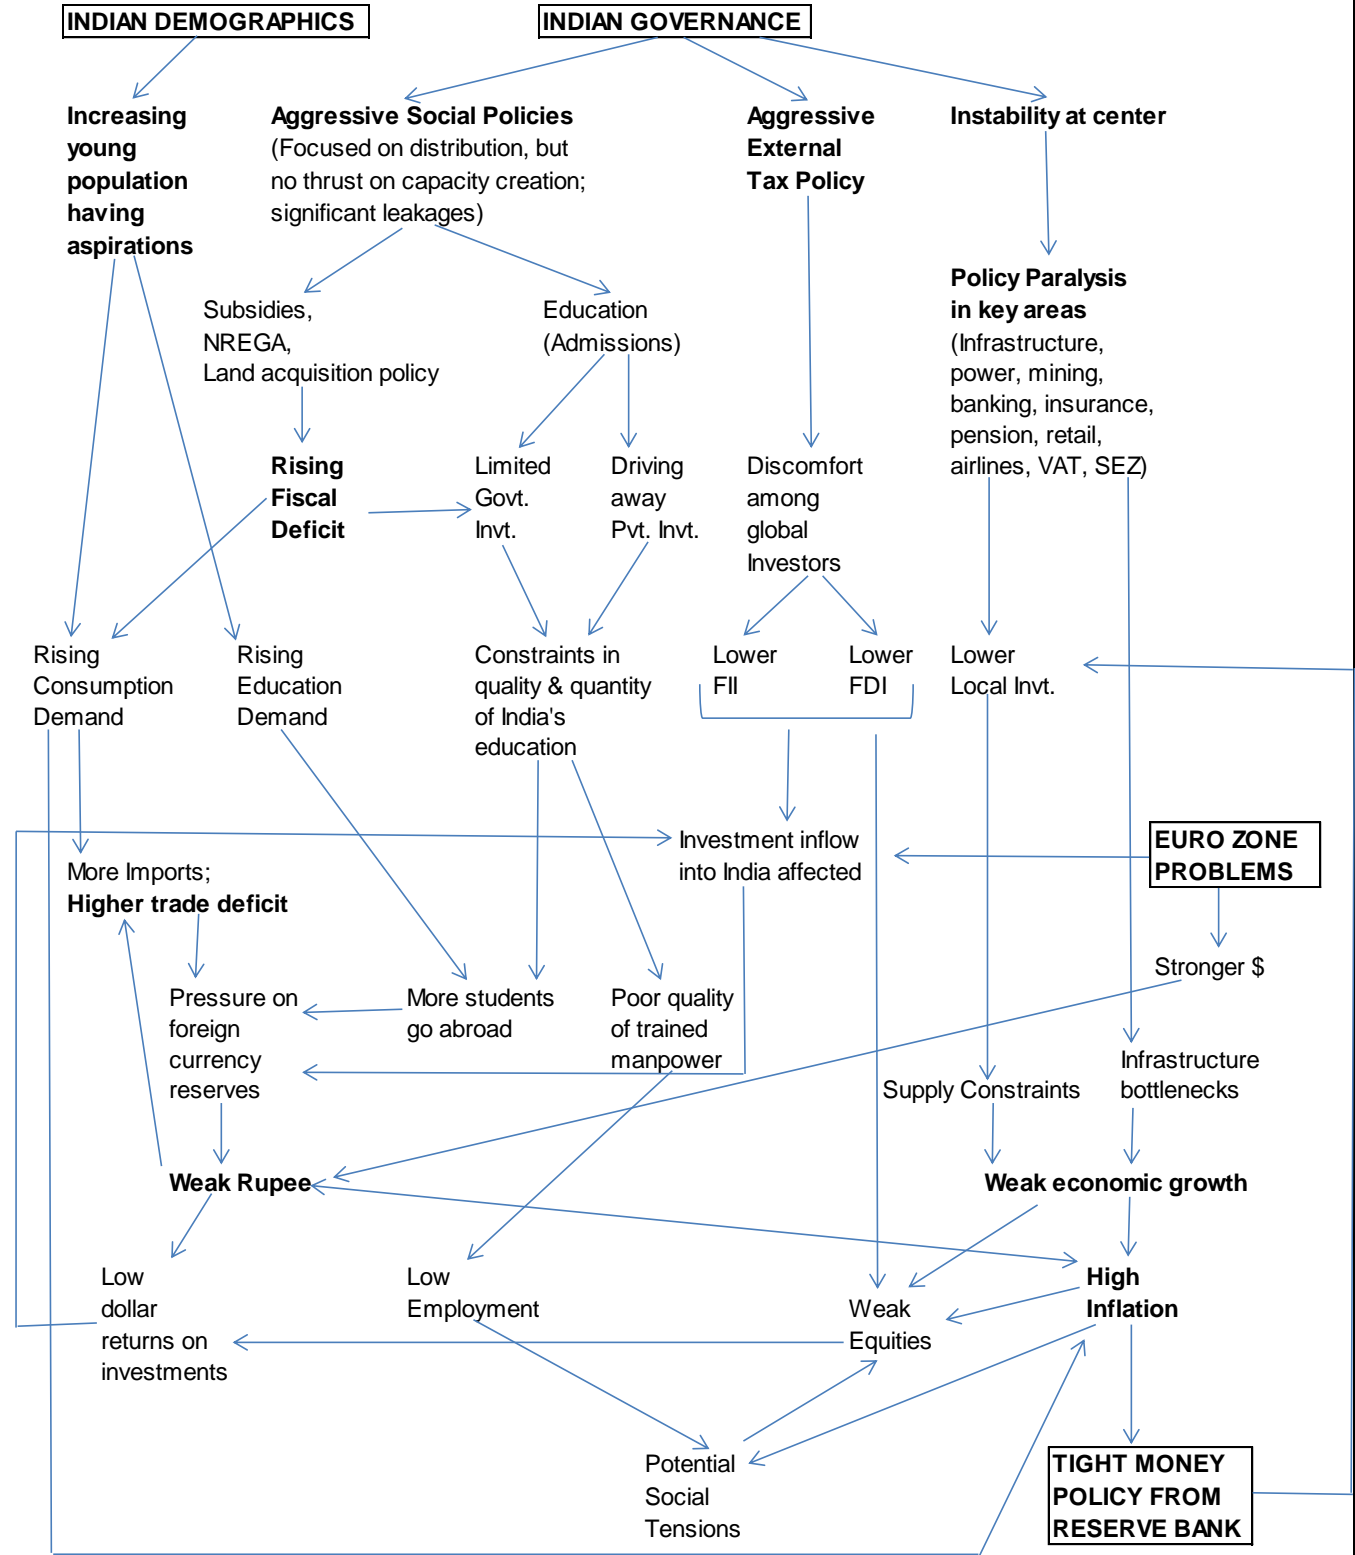 INDIAN DEMOGRAPHICS
INDIAN GOVERNANCE
Increasing
young
population
having
aspirations
Aggressive Social Policies
(Focused on distribution, but
no thrust on capacity creation;
significant leakages)
Aggressive
External
Tax Policy
Instability at center
Subsidies,
NREGA,
Land acquisition policy
Education
(Admissions)
Policy Paralysis
in key areas
(Infrastructure,
power, mining,
banking, insurance,
pension, retail,
airlines, VAT, SEZ)
Rising
Fiscal
Deficit
Limited
Govt.
Invt.
Driving
away
Pvt. Invt.
Discomfort
among
global
Investors
Rising
Consumption
Demand
Rising
Education
Demand
Constraints in
quality & quantity
of India's
education
Lower
FII
Lower
FDI
Lower
Local Invt.
Investment inflow
into India affected
EURO ZONE
PROBLEMS
More Imports;
Higher trade deficit
Stronger $
Pressure on
foreign
currency
reserves
More students
go abroad
Poor quality
of trained
manpower
Supply Constraints
Infrastructure
bottlenecks
Weak Rupee
Weak economic growth
Low
dollar
returns on
investments
Low
Employment
Weak
Equities
High
Inflation
Potential
Social
Tensions
TIGHT MONEY
POLICY FROM
RESERVE BANK